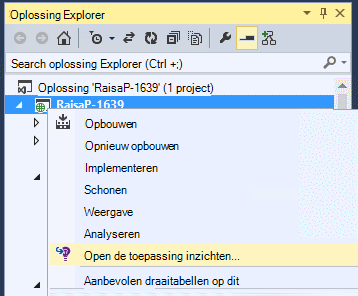 Oplossing Explorer
Search oplossing Explorer (Ctrl +;)
Oplossing 'RaisaP-1639' (1 project)
RaisaP-1639
Opbouwen
Opnieuw opbouwen
Implementeren
Schonen
Weergave
Analyseren
Open de toepassing inzichten...
Aanbevolen draaitabellen op dit